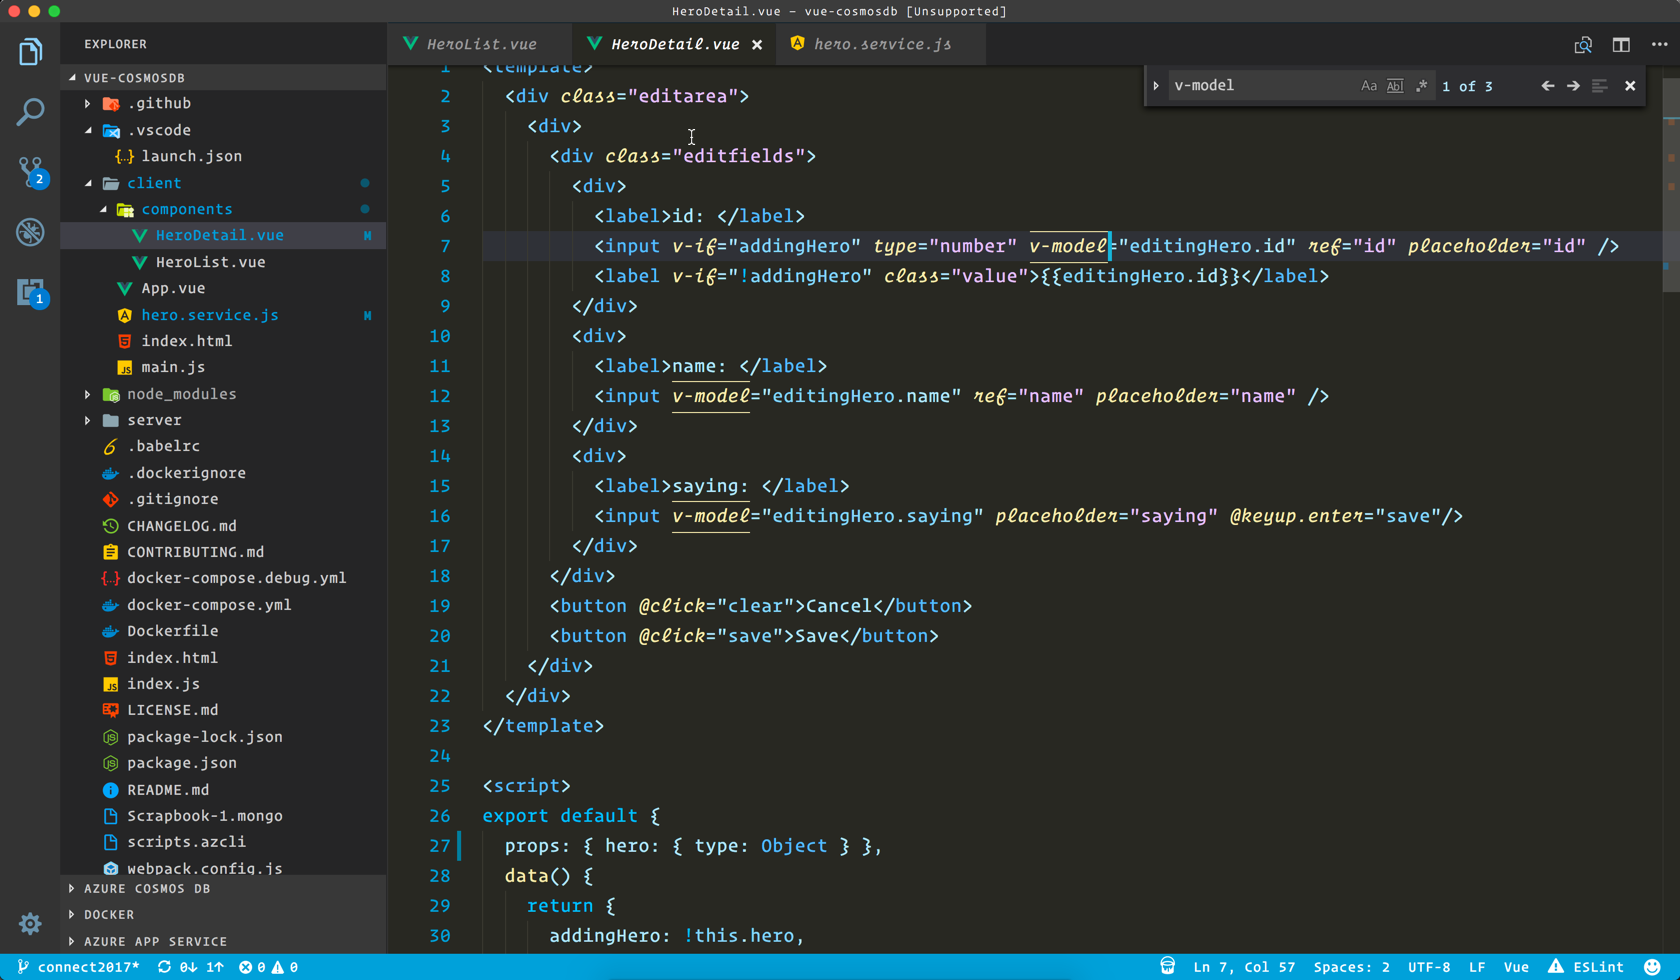 HeroDetail.vue — vue-cosmosdb [Unsupported]
EXPLORER
VUE-COSMOSDB
.github
.vscode
launch.json
client
components
HeroDetail.vue M
HeroList.vue
App.vue
hero.service.js M
index.html
main.js
node_modules
server
.babelrc
.dockerignore
.gitignore
CHANGELOG.md
CONTRIBUTING.md
docker-compose.debug.yml
docker-compose.yml
Dockerfile
index.html
index.js
LICENSE.md
package-lock.json
package.json
README.md
Scrapbook-1.mongo
scripts.azcli
webpack.config.js
AZURE COSMOS DB
DOCKER
AZURE APP SERVICE
2
1
HeroList.vue
HeroDetail.vue
hero.service.js
v-model Aa Abl .* 1 of 3
1 <template>
2 <div class="editarea">
3 <div>
4 <div class="editfields">
5 <div>
6 <label>id: </label>
7 <input v-if="addingHero" type="number" v-model="editingHero.id" ref="id" placeholder="id" />
8 <label v-if="!addingHero" class="value">{{editingHero.id}}</label>
9 </div>
10 <div>
11 <label>name: </label>
12 <input v-model="editingHero.name" ref="name" placeholder="name" />
13 </div>
14 <div>
15 <label>saying: </label>
16 <input v-model="editingHero.saying" placeholder="saying" @keyup.enter="save"/>
17 </div>
18 </div>
19 <button @click="clear">Cancel</button>
20 <button @click="save">Save</button>
21 </div>
22 </div>
23 </template>
24
25 <script>
26 export default {
27 props: { hero: { type: Object } },
28 data() {
29 return {
30 addingHero: !this.hero,
connect2017* 0↓ 1↑ 0 0
Ln 7, Col 57 Spaces: 2 UTF-8 LF Vue ESLint